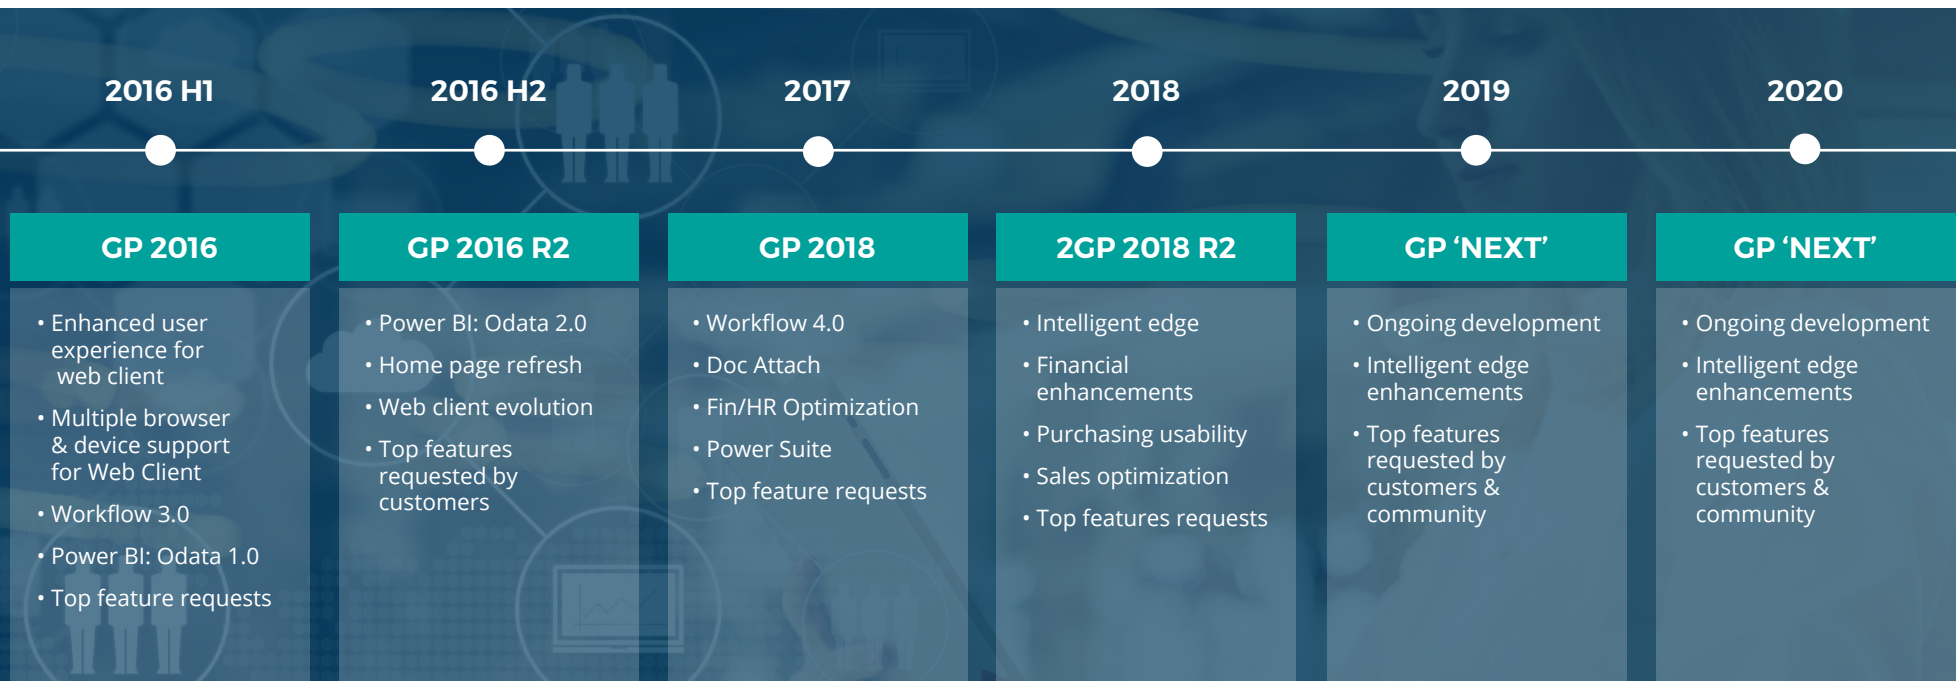 2016 H1
2016 H2
2017
2018
2019
2020
GP 2016
• Enhanced user
experience for
web client
• Multiple browser
& device support
for Web Client
• Workflow 3.0
• Power BI: Odata 1.0
• Top feature requests
GP 2016 R2
• Power BI: Odata 2.0
• Home page refresh
• Web client evolution
• Top features
requested by
customers
GP 2018
• Workflow 4.0
• Doc Attach
• Fin/HR Optimization
• Power Suite
• Top feature requests
2GP 2018 R2
• Intelligent edge
• Financial
enhancements
• Purchasing usability
• Sales optimization
• Top features requests
GP ‘NEXT’
• Ongoing development
• Intelligent edge
enhancements
• Top features
requested by
customers &
community
GP ‘NEXT’
• Ongoing development
• Intelligent edge
enhancements
• Top features
requested by
customers &
community